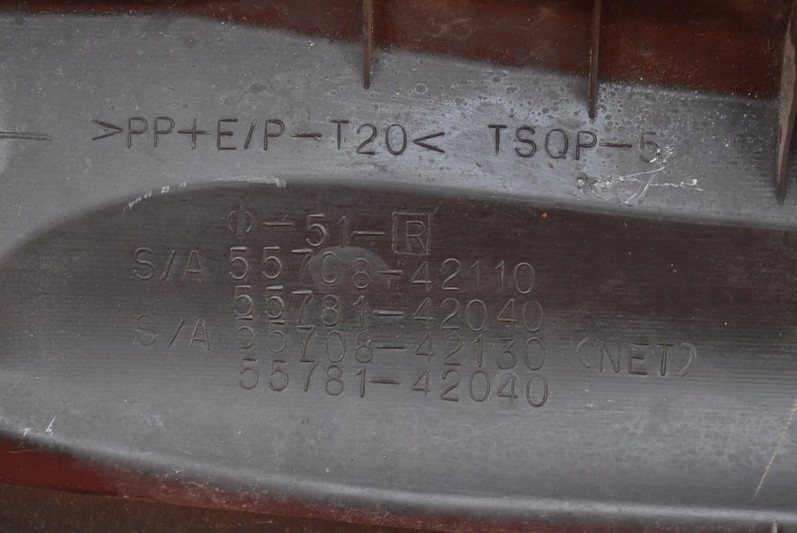 >PP+E/P-T20< TSOP-5
Ⓘ-51-R
S/A 55708-42110
55781-42040
S/A 55708-42130 (NET)
55781-42040